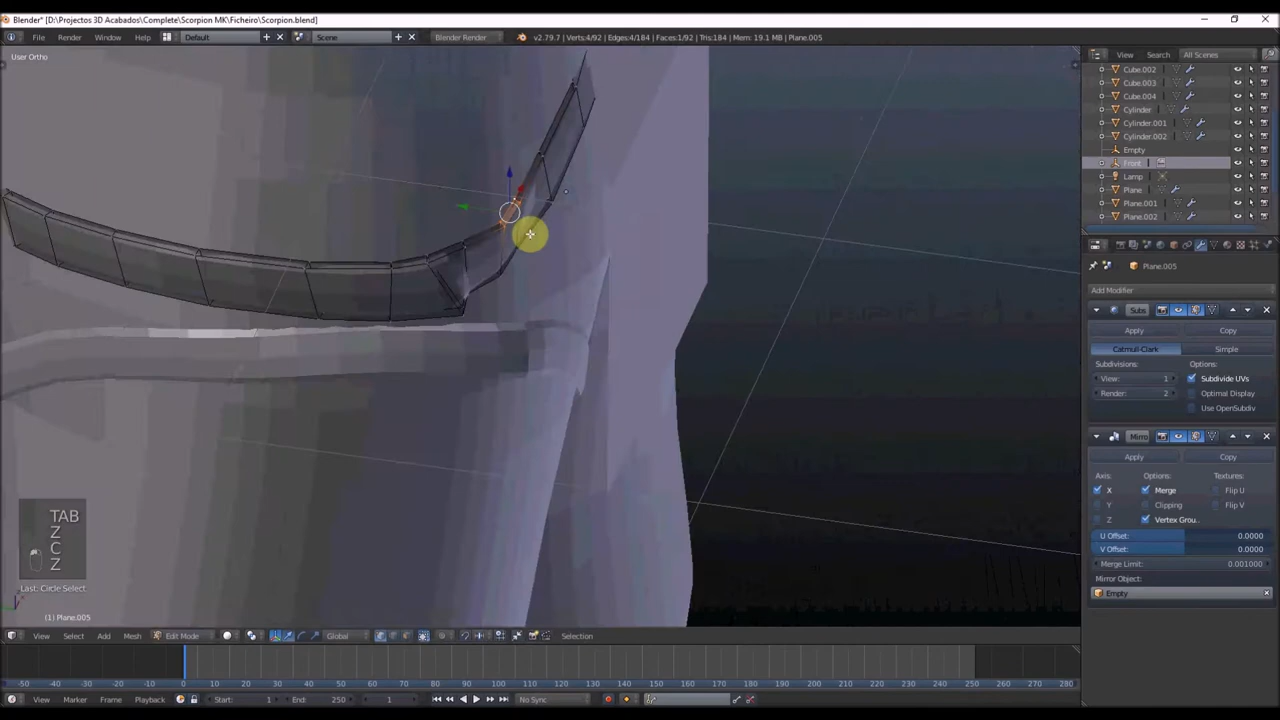 Blender* [D:\Projectos 3D Acabados\Complete\Scorpion MK\Ficheiro\Scorpion.blend]
File Render Window Help Default Scene Blender Render v2.79.7 | Verts:4/92 | Edges:4/184 | Faces:1/92 | Tris:184 | Mem: 19.1 MB | Plane.005
User Ortho
View Search All Scenes
Cube.002
Cube.003
Cube.004
Cylinder
Cylinder.001
Cylinder.002
Empty
Front
Lamp
Plane
Plane.001
Plane.002
Plane.005
Add Modifier
Subs
Apply Copy
Catmull-Clark Simple
Subdivisions: Options:
View: 1 Subdivide UVs
Render: 2 Optimal Display
Use OpenSubdiv
Mirro
Apply Copy
Axis: Options: Textures:
X Merge Flip U
Y Clipping Flip V
Z Vertex Grou..
U Offset: 0.0000
V Offset: 0.0000
Merge Limit: 0.001000
Mirror Object:
Empty
TAB
Z
C
Z
Last: Circle Select
(1) Plane.005
View Select Add Mesh Edit Mode Global Selection
-50 -40 -30 -20 -10 0 10 20 30 40 50 60 70 80 90 100 110 120 130 140 150 160 170 180 190 200 210 220 230 240 250 260 270 280
View Marker Frame Playback Start: 1 End: 250 1 No Sync